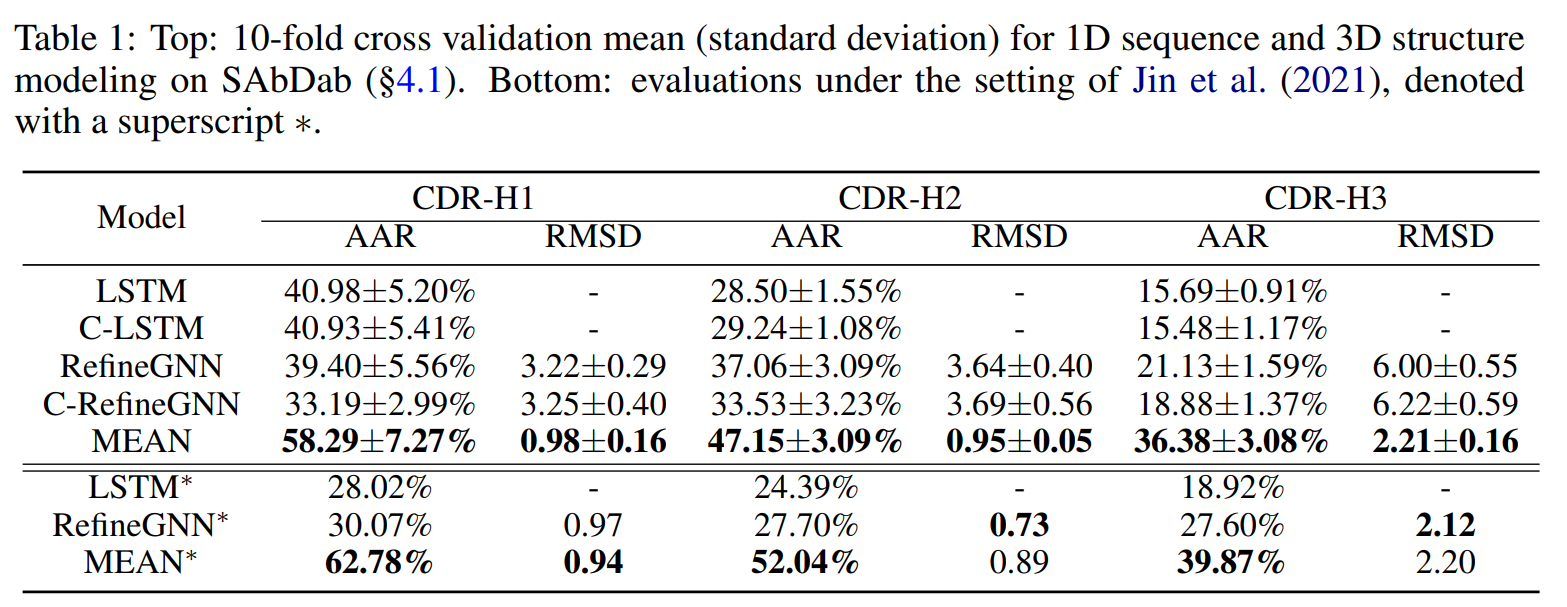 Table 1: Top: 10-fold cross validation mean (standard deviation) for 1D sequence and 3D structure
modeling on SAbDab (§4.1). Bottom: evaluations under the setting of Jin et al. (2021), denoted
with a superscript ∗.
Model CDR-H1 CDR-H2 CDR-H3
AAR RMSD AAR RMSD AAR RMSD
LSTM 40.98±5.20% - 28.50±1.55% - 15.69±0.91% -
C-LSTM 40.93±5.41% - 29.24±1.08% - 15.48±1.17% -
RefineGNN 39.40±5.56% 3.22±0.29 37.06±3.09% 3.64±0.40 21.13±1.59% 6.00±0.55
C-RefineGNN 33.19±2.99% 3.25±0.40 33.53±3.23% 3.69±0.56 18.88±1.37% 6.22±0.59
MEAN 58.29±7.27% 0.98±0.16 47.15±3.09% 0.95±0.05 36.38±3.08% 2.21±0.16
LSTM∗ 28.02% - 24.39% - 18.92% -
RefineGNN∗ 30.07% 0.97 27.70% 0.73 27.60% 2.12
MEAN∗ 62.78% 0.94 52.04% 0.89 39.87% 2.20